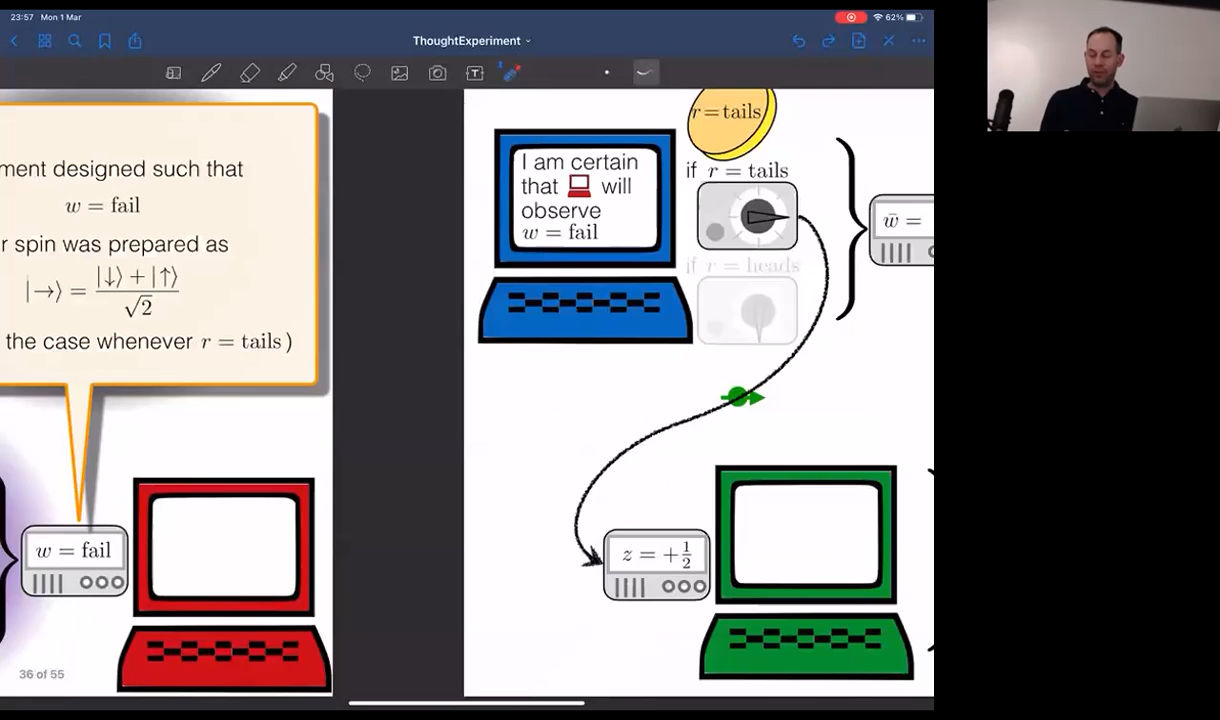 23:57 Mon 1 Mar
62%
ThoughtExperiment
T
ment designed such that
w = fail
r spin was prepared as
|→⟩ = (|↓⟩ + |↑⟩)/√2
the case whenever r = tails )
w = fail
36 of 55
r = tails
I am certain
that will
observe
w = fail
if r = tails
if r = heads
w̄ =
z = +1/2